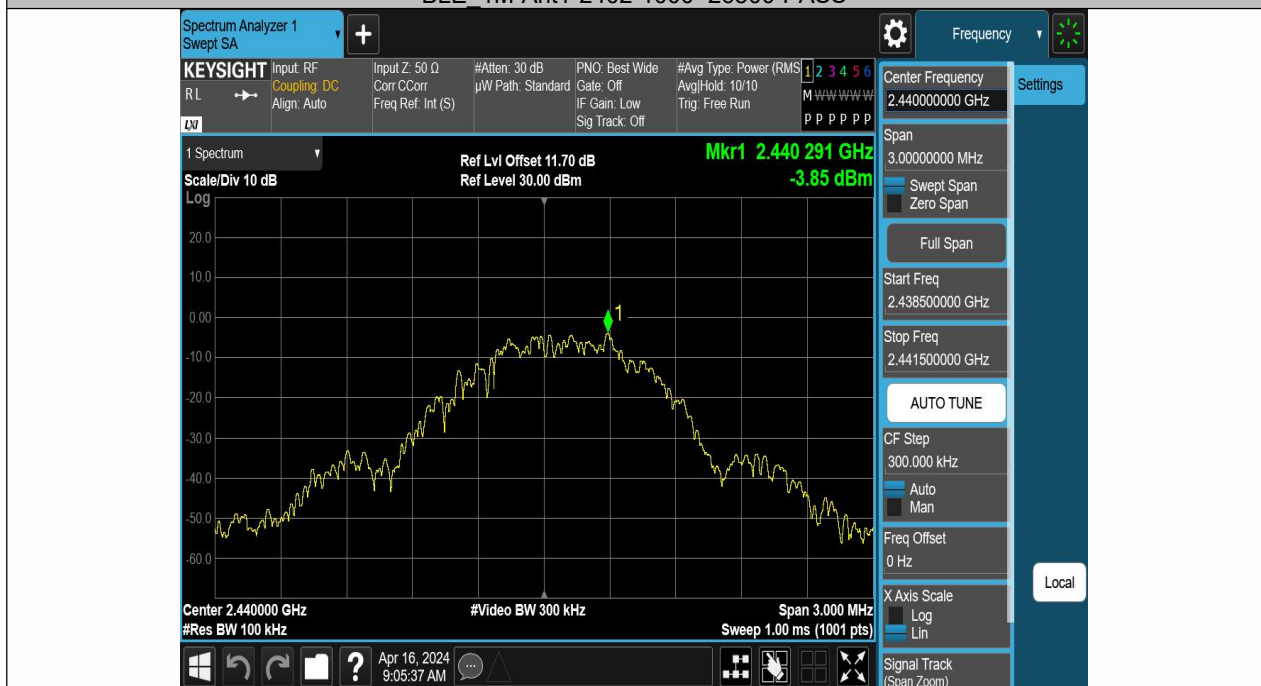 Spectrum Analyzer 1
Swept SA
+
Frequency
KEYSIGHT
RL
LXI
Input: RF
Coupling: DC
Align: Auto
Input Z: 50 Ω
Corr CCorr
Freq Ref: Int (S)
#Atten: 30 dB
µW Path: Standard
PNO: Best Wide
Gate: Off
IF Gain: Low
Sig Track: Off
#Avg Type: Power (RMS
Avg|Hold: 10/10
Trig: Free Run
1 2 3 4 5 6
M W W W W W
P P P P P P
1 Spectrum
Scale/Div 10 dB
Log
Ref Lvl Offset 11.70 dB
Ref Level 30.00 dBm
Mkr1 2.440 291 GHz
-3.85 dBm
20.0
10.0
0.00
-10.0
-20.0
-30.0
-40.0
-50.0
-60.0
1
Center 2.440000 GHz
#Res BW 100 kHz
#Video BW 300 kHz
Span 3.000 MHz
Sweep 1.00 ms (1001 pts)
?
Apr 16, 2024
9:05:37 AM
Center Frequency
2.440000000 GHz
Span
3.00000000 MHz
Swept Span
Zero Span
Full Span
Start Freq
2.438500000 GHz
Stop Freq
2.441500000 GHz
AUTO TUNE
CF Step
300.000 kHz
Auto
Man
Freq Offset
0 Hz
X Axis Scale
Log
Lin
Signal Track
(Span Zoom)
Settings
Local